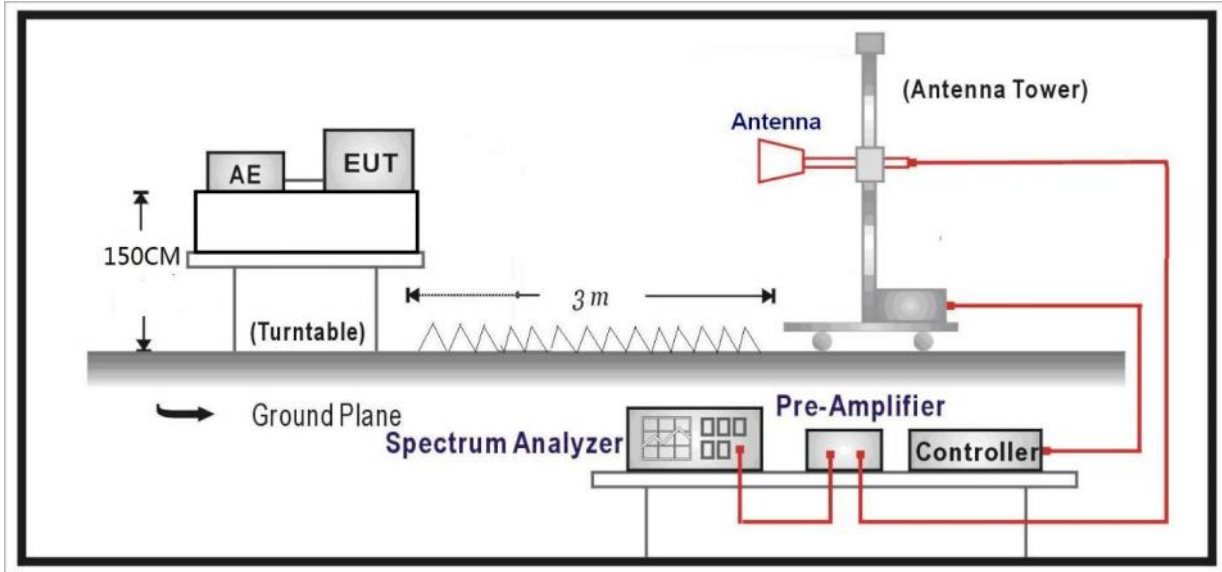 (Antenna Tower)
Antenna
EUT
AE
150CM
3 m
(Turntable)
Ground Plane
Pre-Amplifier
Spectrum Analyzer
Controller